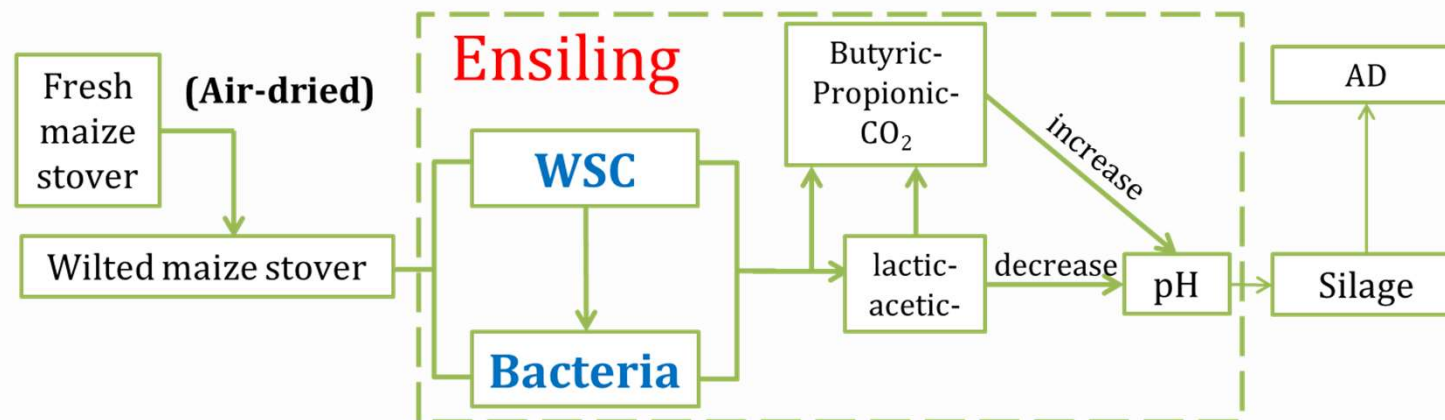 Fresh
maize
stover
(Air-dried)
Wilted maize stover
Ensiling
WSC
Bacteria
Butyric-
Propionic-
CO₂
lactic-
acetic-
increase
decrease
pH
AD
Silage